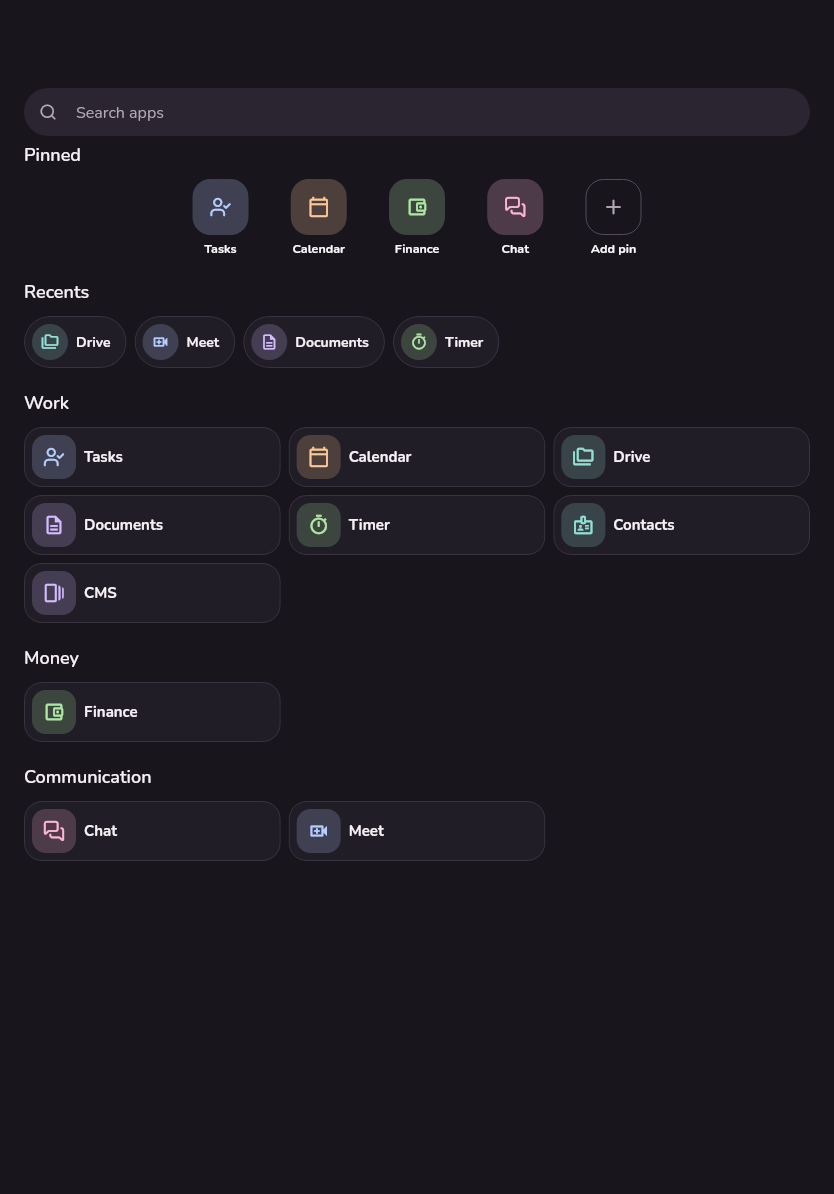 Search apps
Pinned
Tasks
Calendar
Finance
Chat
Add pin
Recents
Drive
Meet
Documents
Timer
Work
Tasks
Calendar
Drive
Documents
Timer
Contacts
CMS
Money
Finance
Communication
Chat
Meet